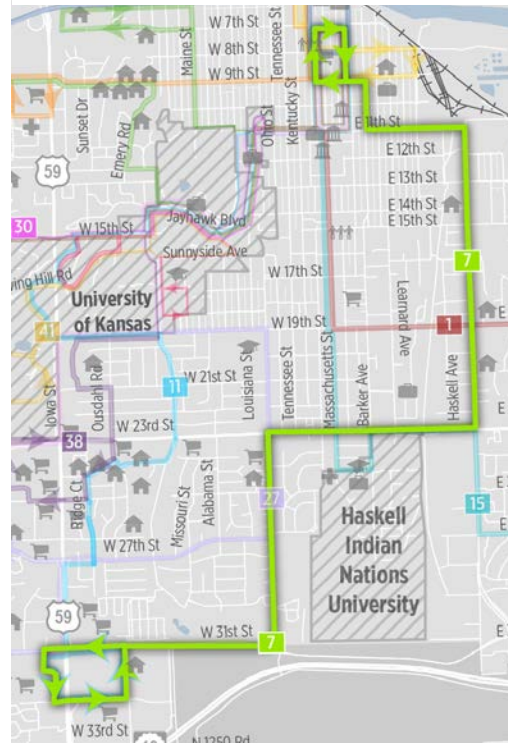 W 7th St
W 8th St
W 9th St
Maine St
Tennessee St
Kentucky St
Ohio St
Sunset Dr
Emery Rd
59
E 11th St
E 12th St
E 13th St
E 14th St
E 15th St
30
W 15th St
Jayhawk Blvd
Sunnyside Ave
Hill Rd
University
of Kansas
W 17th St
7
Learnard Ave
41
W 19th St
1
E
Iowa St
Ousdahl Rd
11
W 21st St
Louisiana St
Tennessee St
Massachusetts St
Barker Ave
Haskell Ave
38
W 23rd St
E
Ridge Ct
Missouri St
Alabama St
27
15
E
W 27th St
Haskell
Indian
Nations
University
59
W 31st St
7
E
W 33rd St
N 1250 Rd